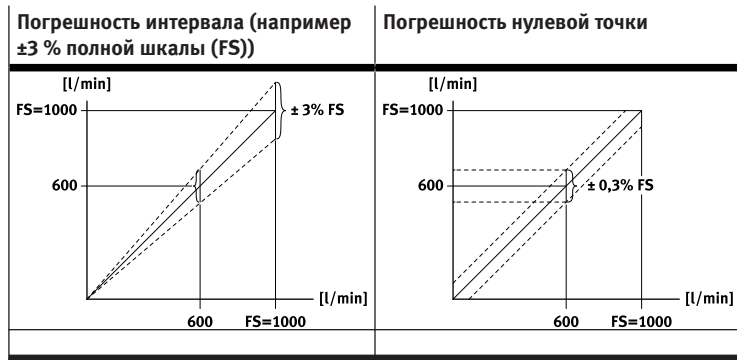 Погрешность интервала (например
±3 % полной шкалы (FS))
Погрешность нулевой точки
[l/min]
FS=1000
± 3% FS
600
[l/min]
600
FS=1000
[l/min]
FS=1000
600
± 0,3% FS
[l/min]
600
FS=1000